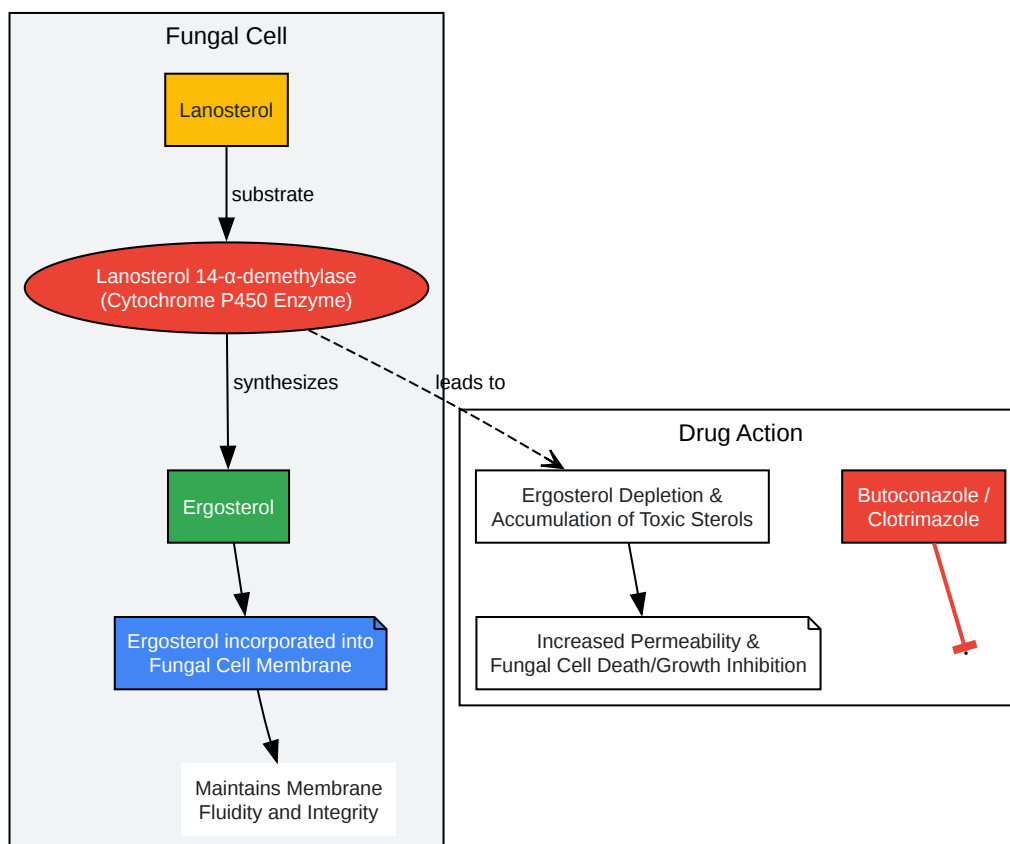 Fungal Cell
Lanosterol
substrate
Lanosterol 14-α-demethylase
(Cytochrome P450 Enzyme)
synthesizes
leads to
Ergosterol
Ergosterol incorporated into
Fungal Cell Membrane
Maintains Membrane
Fluidity and Integrity
Drug Action
Ergosterol Depletion &
Accumulation of Toxic Sterols
Butoconazole /
Clotrimazole
Increased Permeability &
Fungal Cell Death/Growth Inhibition